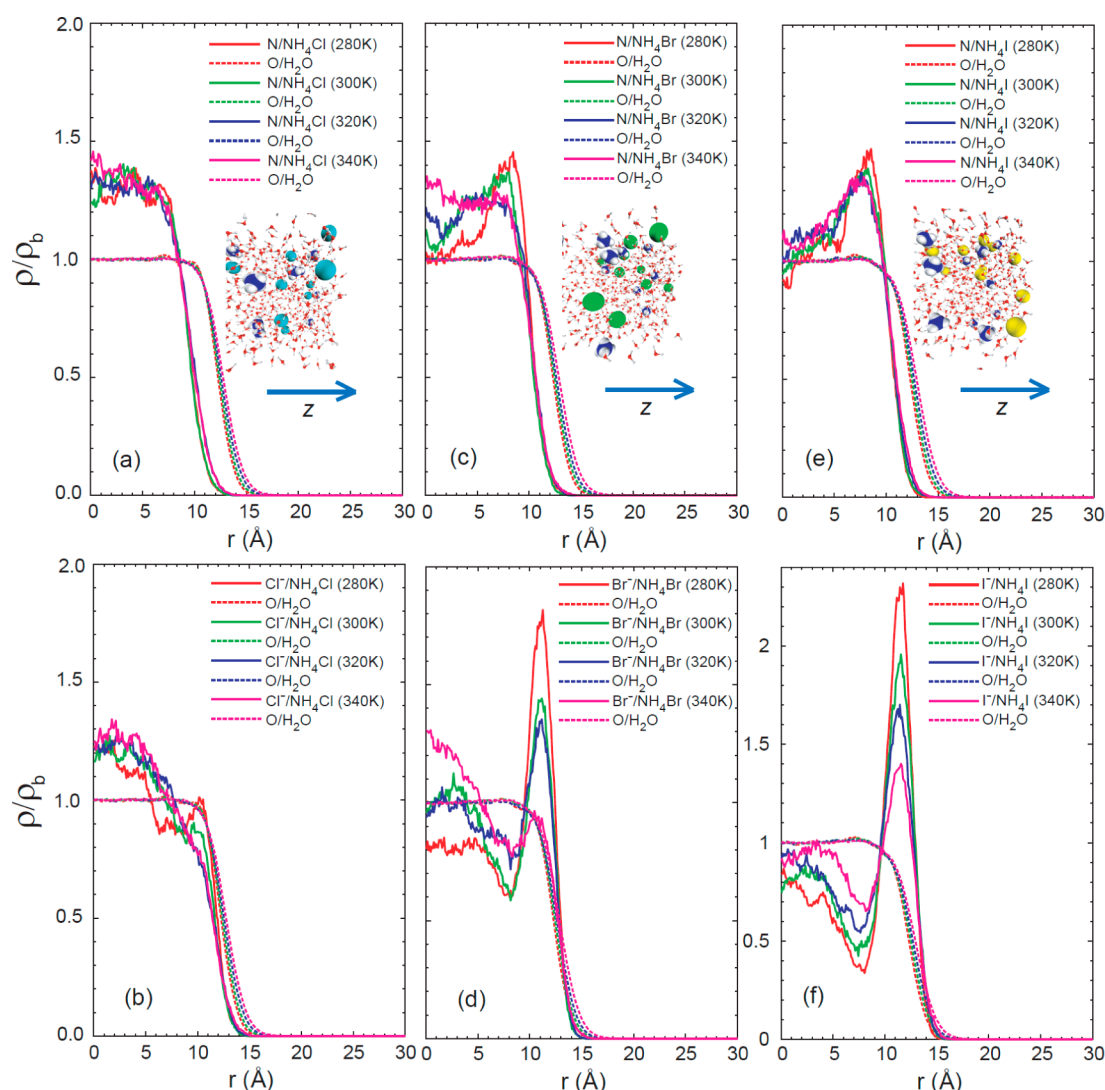 2.0
1.5
1.0
0.5
0.0
ρ/ρb
N/NH4Cl (280K)
O/H2O
N/NH4Cl (300K)
O/H2O
N/NH4Cl (320K)
O/H2O
N/NH4Cl (340K)
O/H2O
z
(a)
0 5 10 15 20 25 30
r (Å)
N/NH4Br (280K)
O/H2O
N/NH4Br (300K)
O/H2O
N/NH4Br (320K)
O/H2O
N/NH4Br (340K)
O/H2O
z
(c)
0 5 10 15 20 25 30
r (Å)
N/NH4I (280K)
O/H2O
N/NH4I (300K)
O/H2O
N/NH4I (320K)
O/H2O
N/NH4I (340K)
O/H2O
z
(e)
0 5 10 15 20 25 30
r (Å)
2.0
1.5
1.0
0.5
0.0
ρ/ρb
Cl-/NH4Cl (280K)
O/H2O
Cl-/NH4Cl (300K)
O/H2O
Cl-/NH4Cl (320K)
O/H2O
Cl-/NH4Cl (340K)
O/H2O
(b)
0 5 10 15 20 25 30
r (Å)
Br-/NH4Br (280K)
O/H2O
Br-/NH4Br (300K)
O/H2O
Br-/NH4Br (320K)
O/H2O
Br-/NH4Br (340K)
O/H2O
(d)
0 5 10 15 20 25 30
r (Å)
2
1.5
1
0.5
0
I-/NH4I (280K)
O/H2O
I-/NH4I (300K)
O/H2O
I-/NH4I (320K)
O/H2O
I-/NH4I (340K)
O/H2O
(f)
0 5 10 15 20 25 30
r (Å)